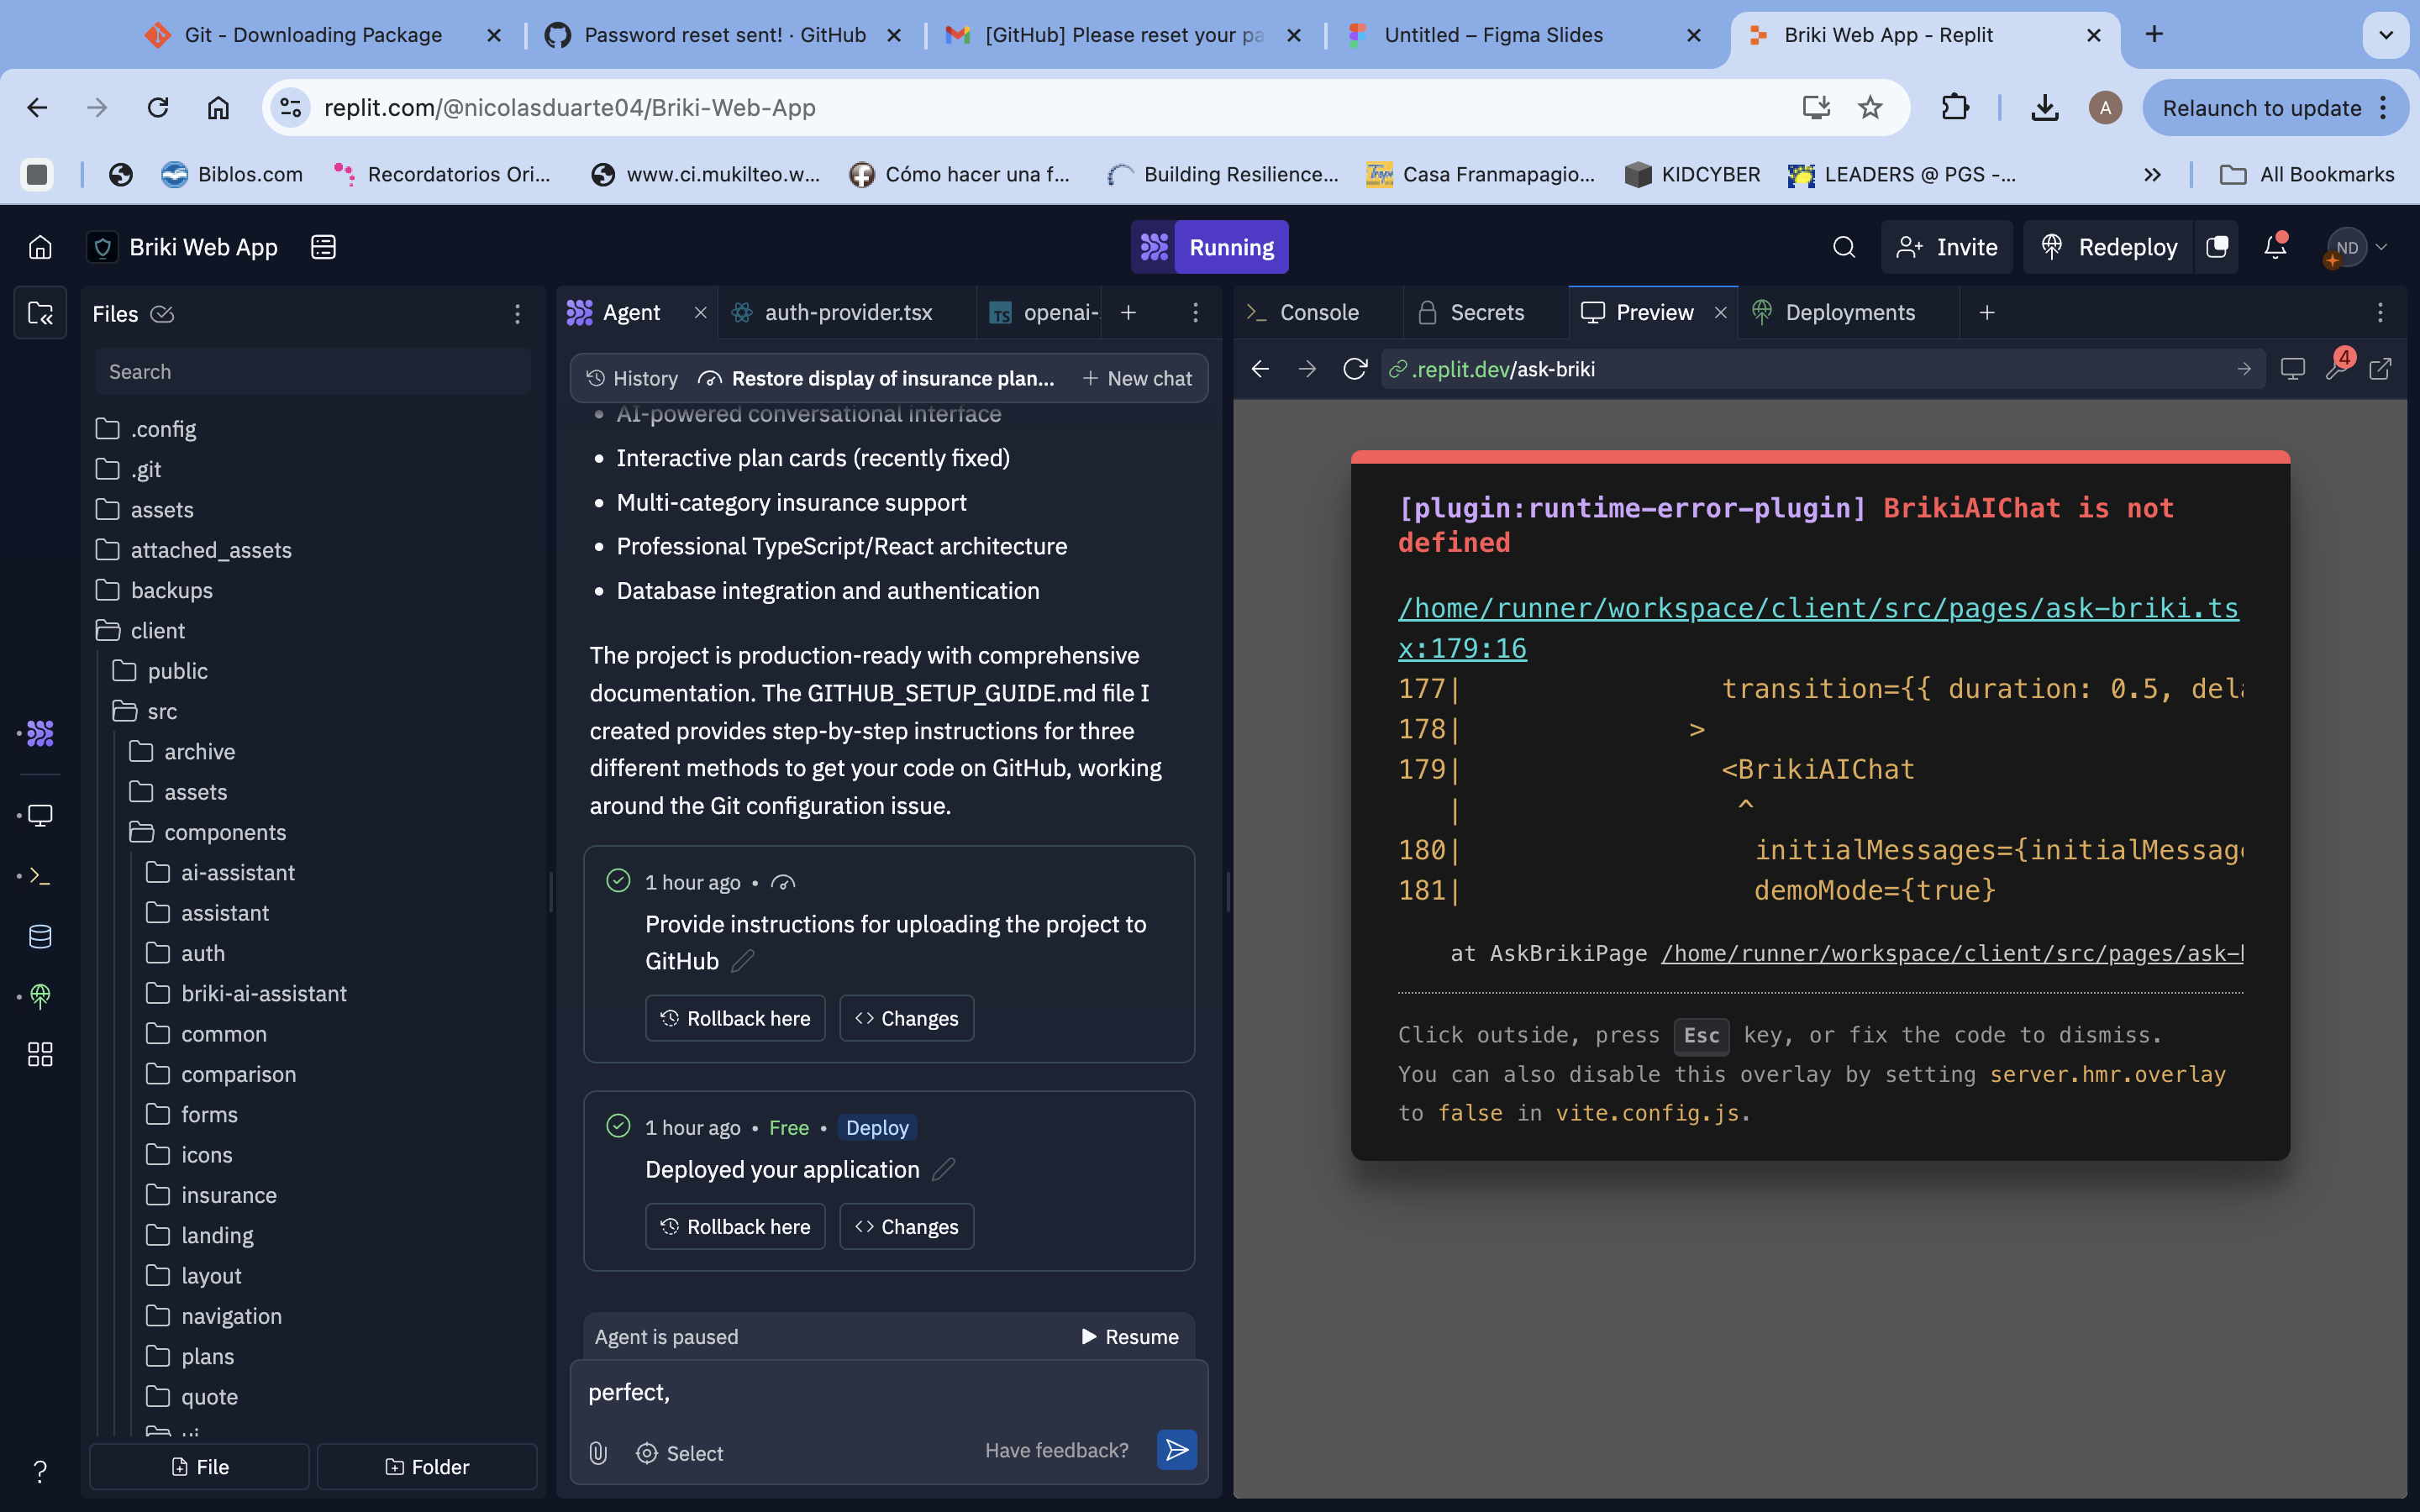 Git - Downloading Package
Password reset sent! · GitHub
[GitHub] Please reset your pa
Untitled – Figma Slides
Briki Web App - Replit
replit.com/@nicolasduarte04/Briki-Web-App
A
Relaunch to update
Biblos.com
Recordatorios Ori...
www.ci.mukilteo.w...
Cómo hacer una f...
Building Resilience...
Casa Franmapagio...
KIDCYBER
LEADERS @ PGS -...
All Bookmarks
Briki Web App
Running
Invite
Redeploy
ND
Files
Search
.config
.git
assets
attached_assets
backups
client
public
src
archive
assets
components
ai-assistant
assistant
auth
briki-ai-assistant
common
comparison
forms
icons
insurance
landing
layout
navigation
plans
quote
ui
File
Folder
Agent
auth-provider.tsx
TS openai-
History
Restore display of insurance plan...
New chat
• AI-powered conversational interface
• Interactive plan cards (recently fixed)
• Multi-category insurance support
• Professional TypeScript/React architecture
• Database integration and authentication
The project is production-ready with comprehensive
documentation. The GITHUB_SETUP_GUIDE.md file I
created provides step-by-step instructions for three
different methods to get your code on GitHub, working
around the Git configuration issue.
1 hour ago •
Provide instructions for uploading the project to
GitHub
Rollback here
Changes
1 hour ago • Free • Deploy
Deployed your application
Rollback here
Changes
Agent is paused
Resume
perfect,
Select
Have feedback?
Console
Secrets
Preview
Deployments
.replit.dev/ask-briki
4
[plugin:runtime-error-plugin] BrikiAIChat is not
defined
/home/runner/workspace/client/src/pages/ask-briki.ts
x:179:16
177| transition={{ duration: 0.5, dela
178| >
179| <BrikiAIChat
| ^
180| initialMessages={initialMessage
181| demoMode={true}
at AskBrikiPage /home/runner/workspace/client/src/pages/ask-b
Click outside, press Esc key, or fix the code to dismiss.
You can also disable this overlay by setting server.hmr.overlay
to false in vite.config.js.